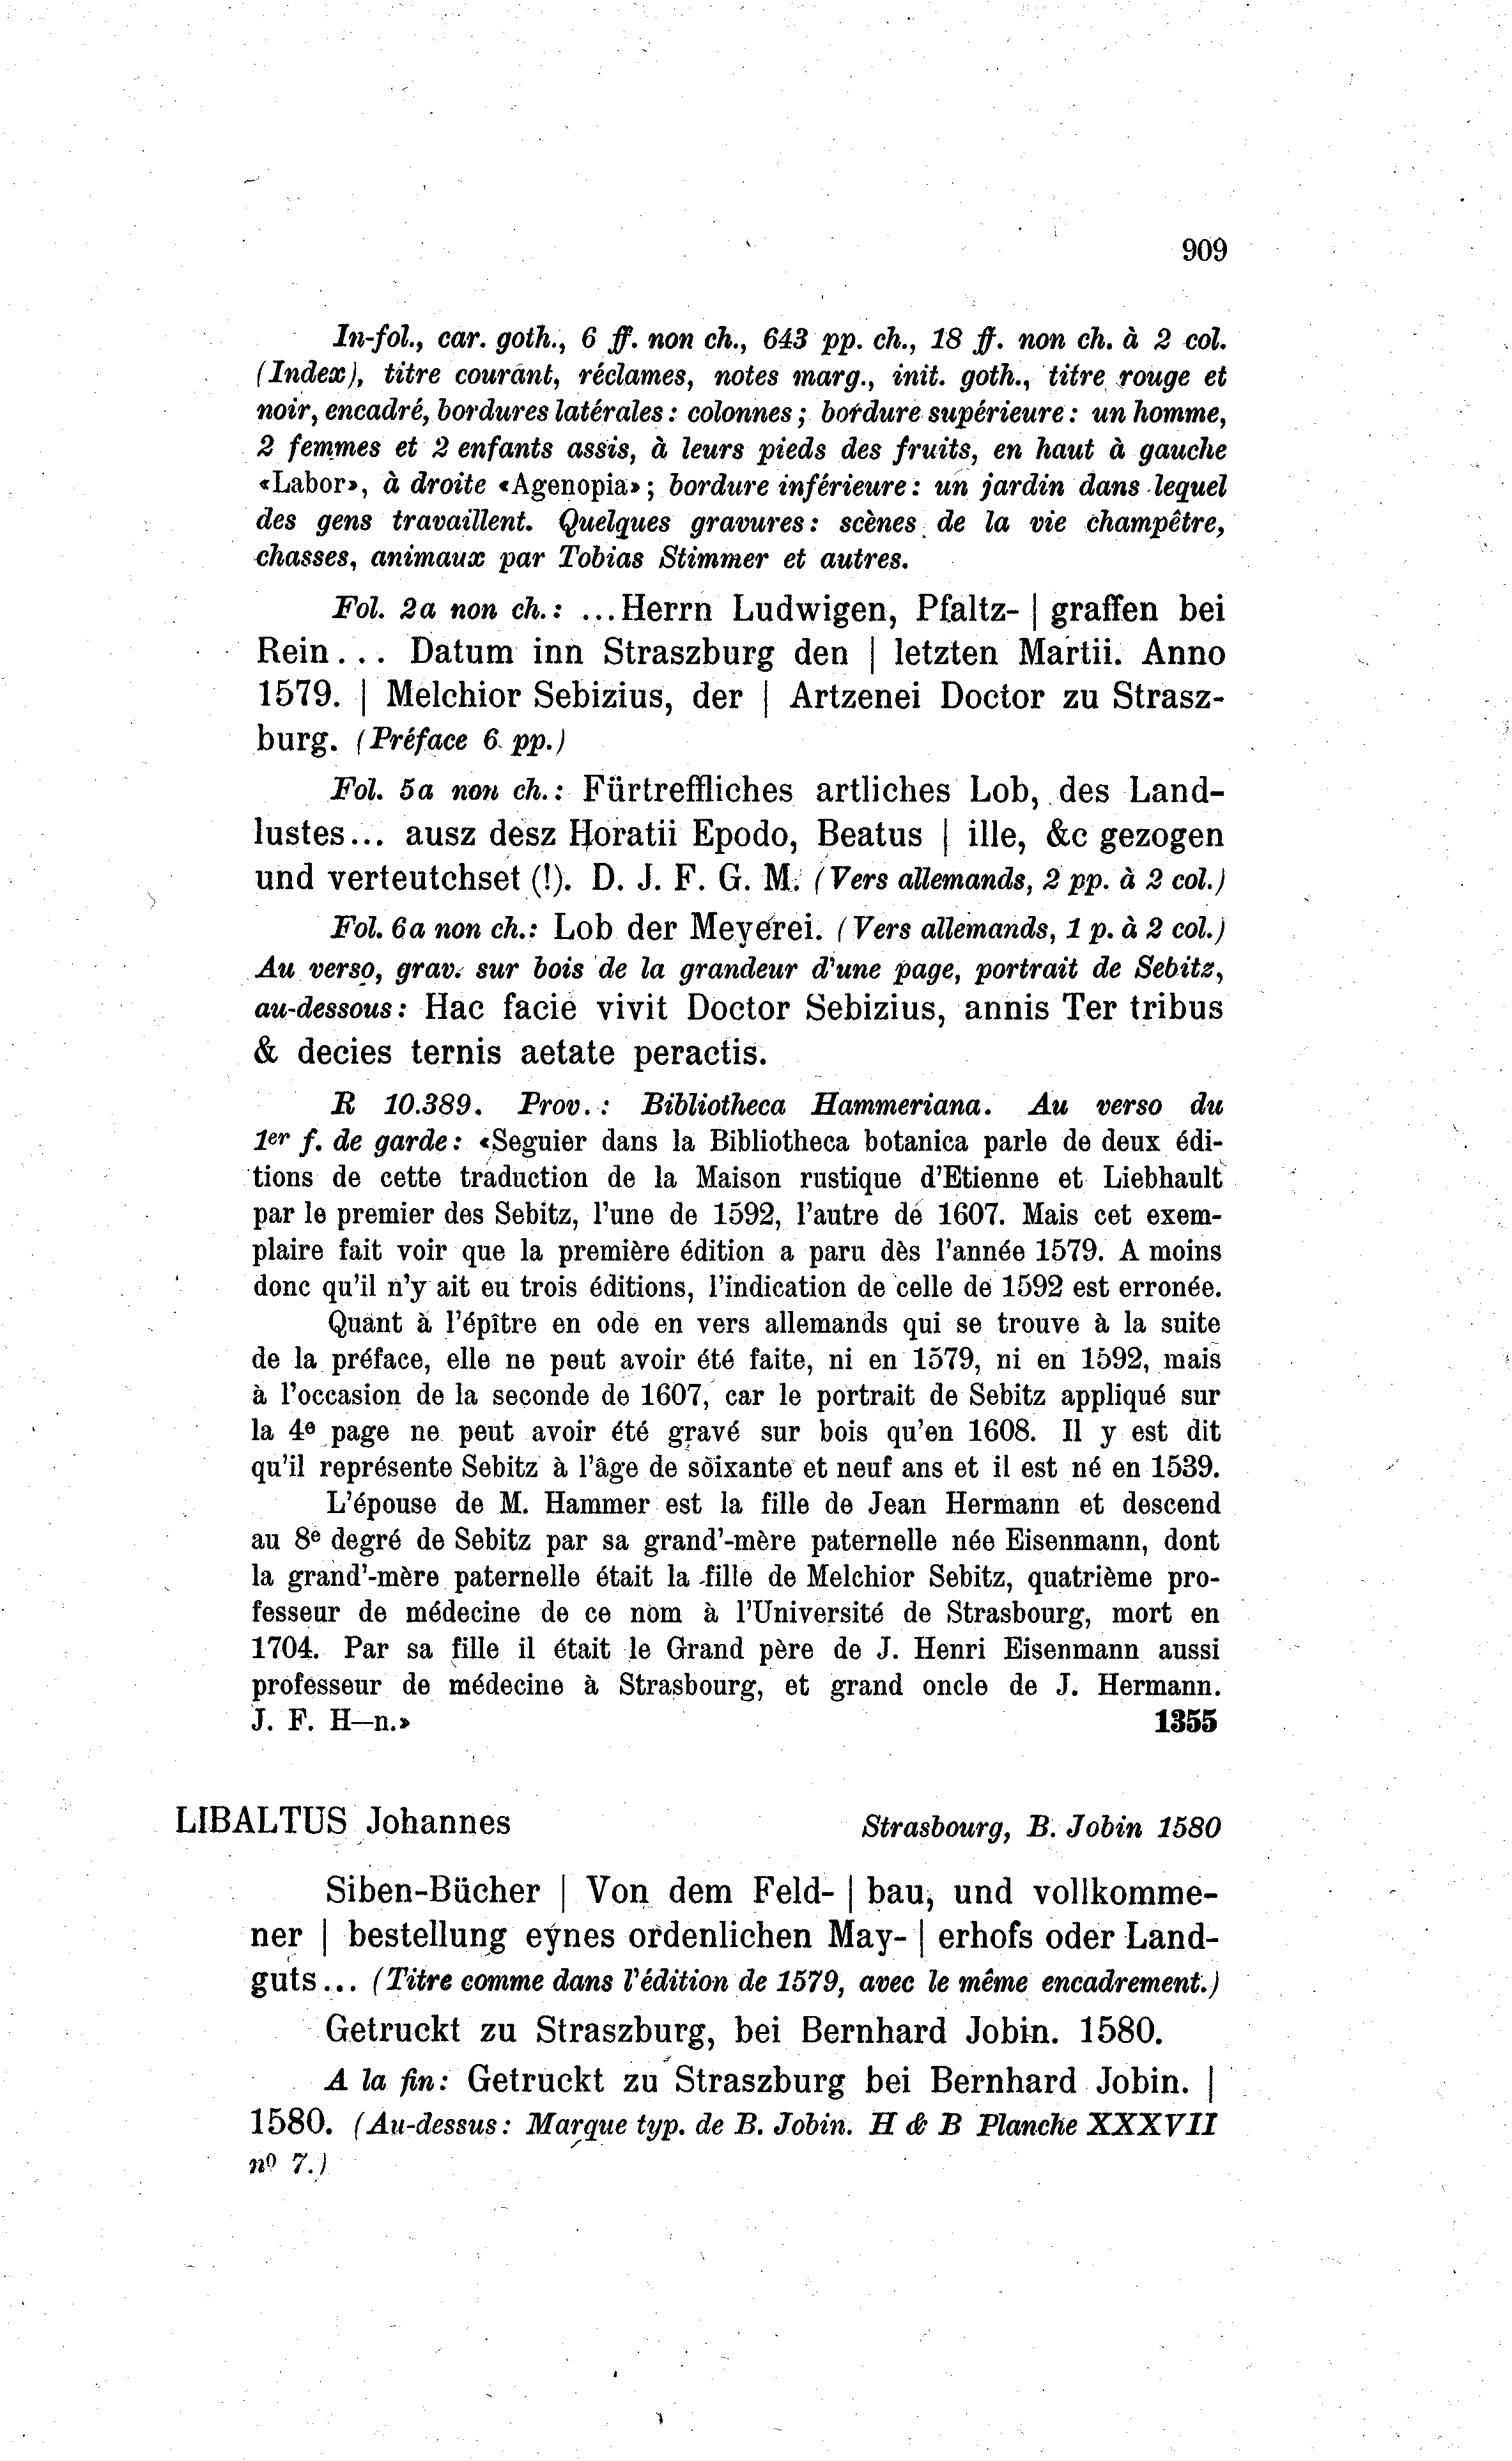 909
In-fol., car. goth., 6 ff. non ch., 643 pp. ch., 18 ff. non ch. à 2 col.
(Index), titre courant, réclames, notes marg., init. goth., titre rouge et
noir, encadré, bordures latérales : colonnes ; bordure supérieure : un homme,
2 femmes et 2 enfants assis, à leurs pieds des fruits, en haut à gauche
«Labor», à droite «Agenopia» ; bordure inférieure : un jardin dans lequel
des gens travaillent. Quelques gravures : scènes de la vie champêtre,
chasses, animaux par Tobias Stimmer et autres.
Fol. 2a non ch. : ...Herrn Ludwigen, Pfaltz- | graffen bei
Rein... Datum inn Straszburg den | letzten Martii. Anno
1579. | Melchior Sebizius, der | Artzenei Doctor zu Strasz-
burg. (Préface 6 pp.)
Fol. 5a non ch. : Fürtreffliches artliches Lob, des Land-
lustes... ausz desz Horatii Epodo, Beatus | ille, &c gezogen
und verteutchset (!). D. J. F. G. M. (Vers allemands, 2 pp. à 2 col.)
Fol. 6a non ch. : Lob der Meyerei. (Vers allemands, 1 p. à 2 col.)
Au verso, grav. sur bois de la grandeur d'une page, portrait de Sebitz,
au-dessous : Hac facie vivit Doctor Sebizius, annis Ter tribus
& decies ternis aetate peractis.
R 10.389. Prov. : Bibliotheca Hammeriana. Au verso du
1er f. de garde : «Seguier dans la Bibliotheca botanica parle de deux édi-
tions de cette traduction de la Maison rustique d'Etienne et Liebhault
par le premier des Sebitz, l'une de 1592, l'autre de 1607. Mais cet exem-
plaire fait voir que la première édition a paru dès l'année 1579. A moins
donc qu'il n'y ait eu trois éditions, l'indication de celle de 1592 est erronée.
Quant à l'épître en ode en vers allemands qui se trouve à la suite
de la préface, elle ne peut avoir été faite, ni en 1579, ni en 1592, mais
à l'occasion de la seconde de 1607, car le portrait de Sebitz appliqué sur
la 4e page ne peut avoir été gravé sur bois qu'en 1608. Il y est dit
qu'il représente Sebitz à l'âge de soixante et neuf ans et il est né en 1539.
L'épouse de M. Hammer est la fille de Jean Hermann et descend
au 8e degré de Sebitz par sa grand'-mère paternelle née Eisenmann, dont
la grand'-mère paternelle était la fille de Melchior Sebitz, quatrième pro-
fesseur de médecine de ce nom à l'Université de Strasbourg, mort en
1704. Par sa fille il était le Grand père de J. Henri Eisenmann aussi
professeur de médecine à Strasbourg, et grand oncle de J. Hermann.
J. F. H—n.» 1355
LIBALTUS Johannes Strasbourg, B. Jobin 1580
Siben-Bücher | Von dem Feld- | bau, und vollkomme-
ner | bestellung eynes ordenlichen May- | erhofs oder Land-
guts... (Titre comme dans l'édition de 1579, avec le même encadrement.)
Getruckt zu Straszburg, bei Bernhard Jobin. 1580.
A la fin : Getruckt zu Straszburg bei Bernhard Jobin. |
1580. (Au-dessus : Marque typ. de B. Jobin. H & B Planche XXXVII
no 7.)